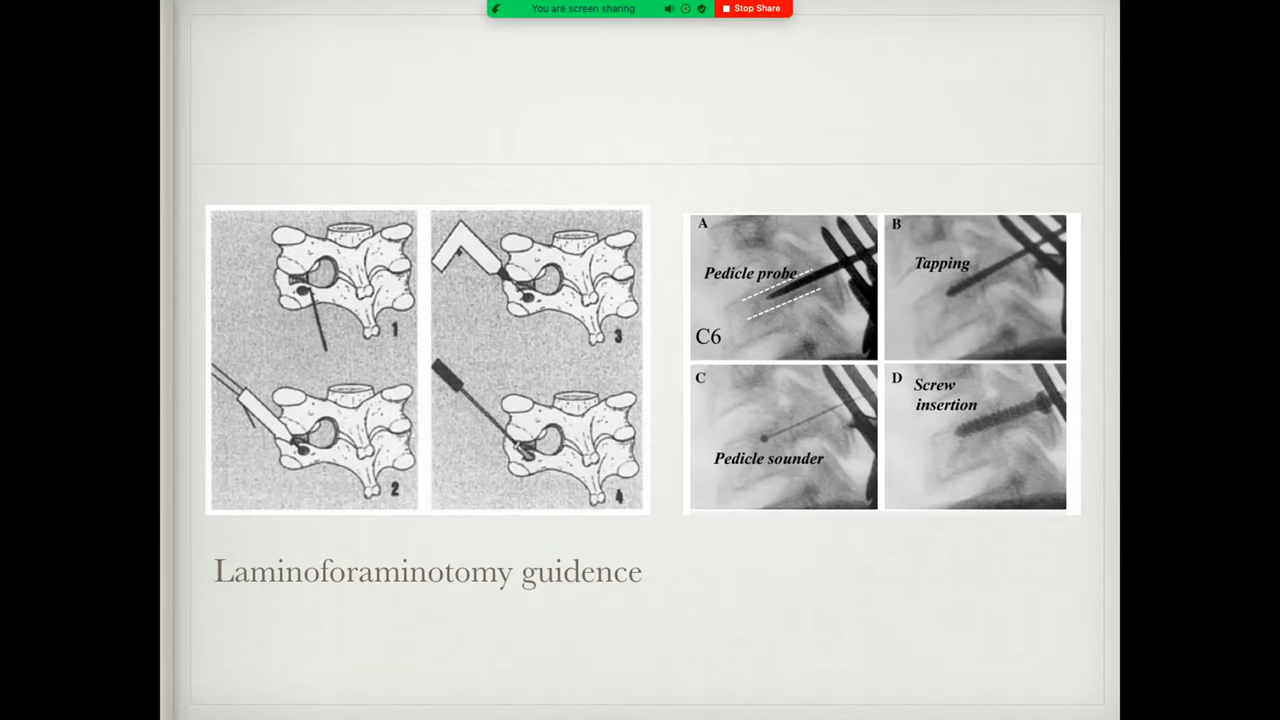 You are screen sharing
Stop Share
1
3
2
4
A
Pedicle probe
C6
B
Tapping
C
Pedicle sounder
D
Screw
insertion
Laminoforaminotomy guidence